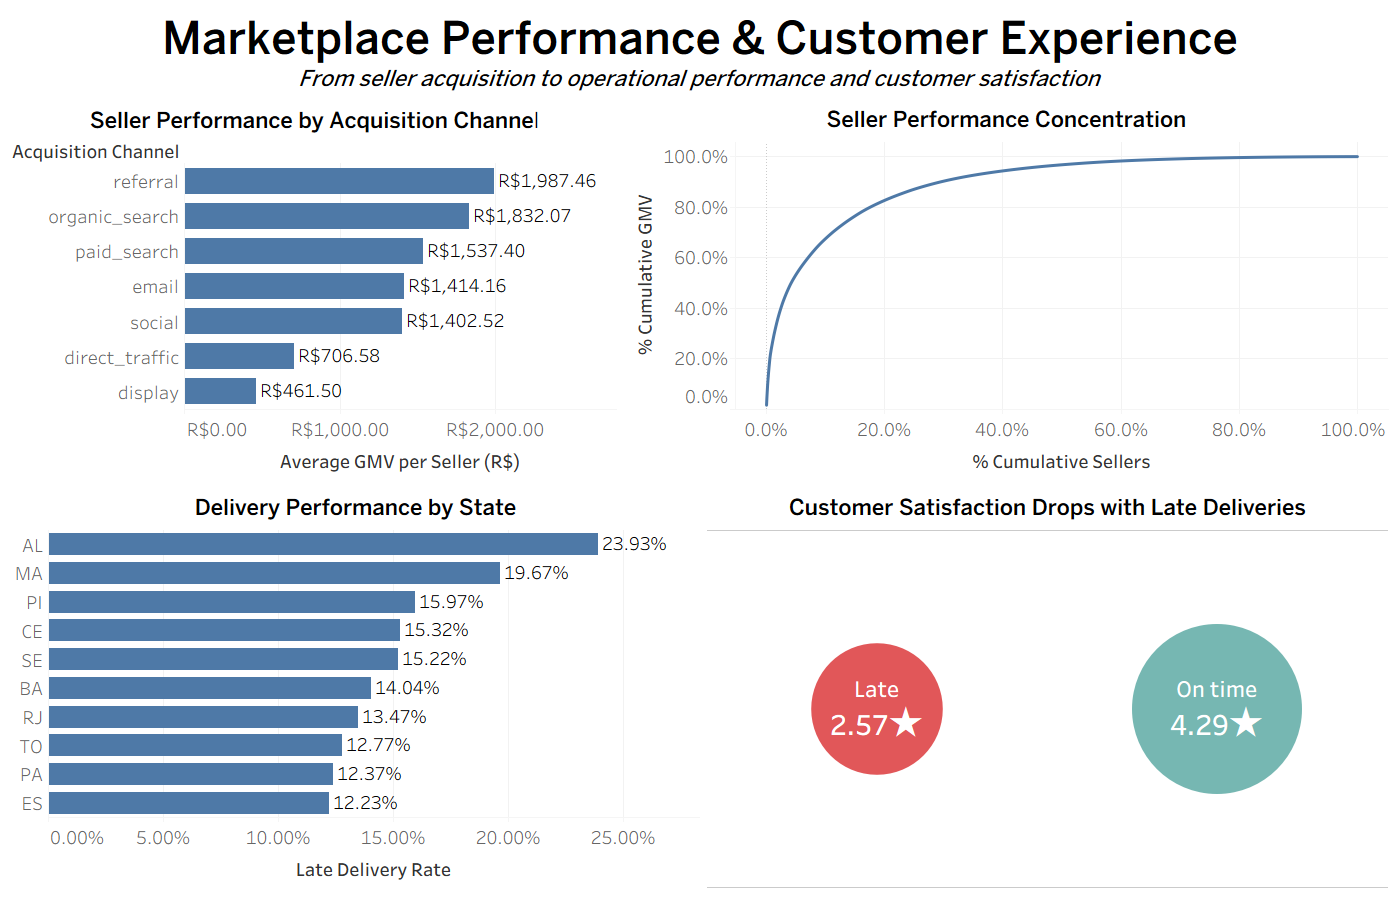 Marketplace Performance & Customer Experience
From seller acquisition to operational performance and customer satisfaction
Seller Performance by Acquisition Channel
Acquisition Channel
referral R$1,987.46
organic_search R$1,832.07
paid_search R$1,537.40
email R$1,414.16
social R$1,402.52
direct_traffic R$706.58
display R$461.50
R$0.00 R$1,000.00 R$2,000.00
Average GMV per Seller (R$)
Seller Performance Concentration
% Cumulative GMV
100.0%
80.0%
60.0%
40.0%
20.0%
0.0%
0.0% 20.0% 40.0% 60.0% 80.0% 100.0%
% Cumulative Sellers
Delivery Performance by State
AL 23.93%
MA 19.67%
PI 15.97%
CE 15.32%
SE 15.22%
BA 14.04%
RJ 13.47%
TO 12.77%
PA 12.37%
ES 12.23%
0.00% 5.00% 10.00% 15.00% 20.00% 25.00%
Late Delivery Rate
Customer Satisfaction Drops with Late Deliveries
Late
2.57★
On time
4.29★